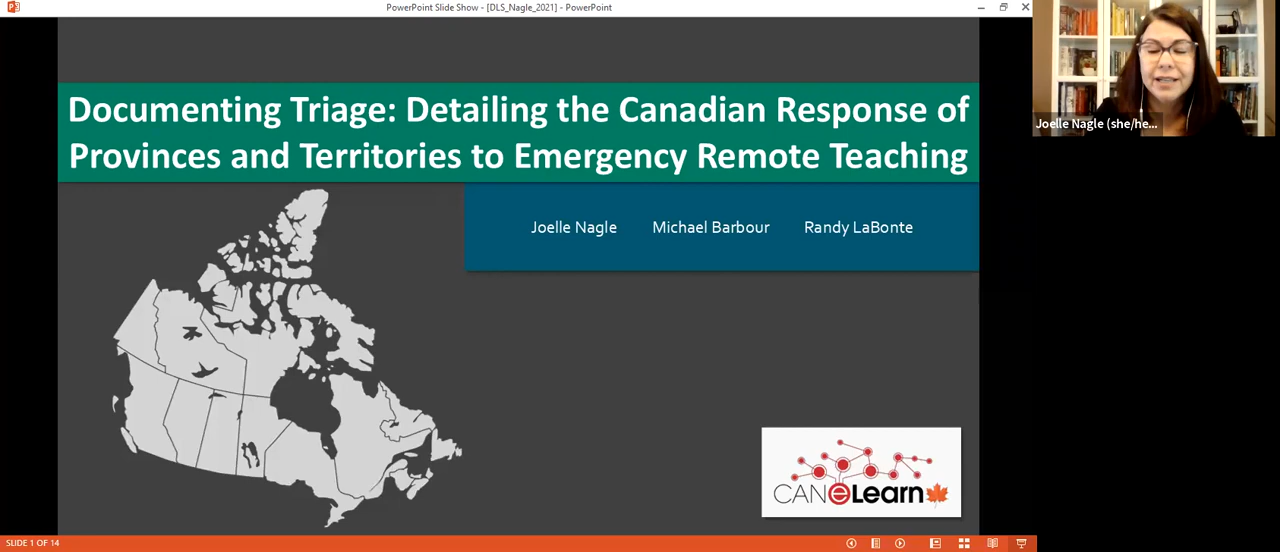 PowerPoint Slide Show - [DLS_Nagle_2021] - PowerPoint
Documenting Triage: Detailing the Canadian Response of
Provinces and Territories to Emergency Remote Teaching
Joelle Nagle Michael Barbour Randy LaBonte
CANeLearn
SLIDE 1 OF 14
Joelle Nagle (she/he...